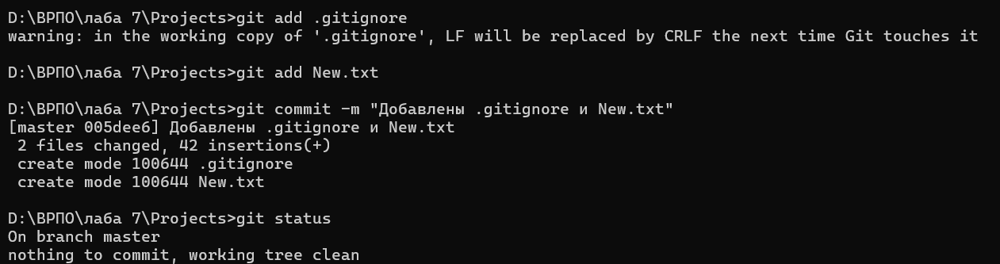 D:\ВРПО\лаба 7\Projects>git add .gitignore
warning: in the working copy of '.gitignore', LF will be replaced by CRLF the next time Git touches it
D:\ВРПО\лаба 7\Projects>git add New.txt
D:\ВРПО\лаба 7\Projects>git commit -m "Добавлены .gitignore и New.txt"
[master 005dee6] Добавлены .gitignore и New.txt
 2 files changed, 42 insertions(+)
 create mode 100644 .gitignore
 create mode 100644 New.txt
D:\ВРПО\лаба 7\Projects>git status
On branch master
nothing to commit, working tree clean